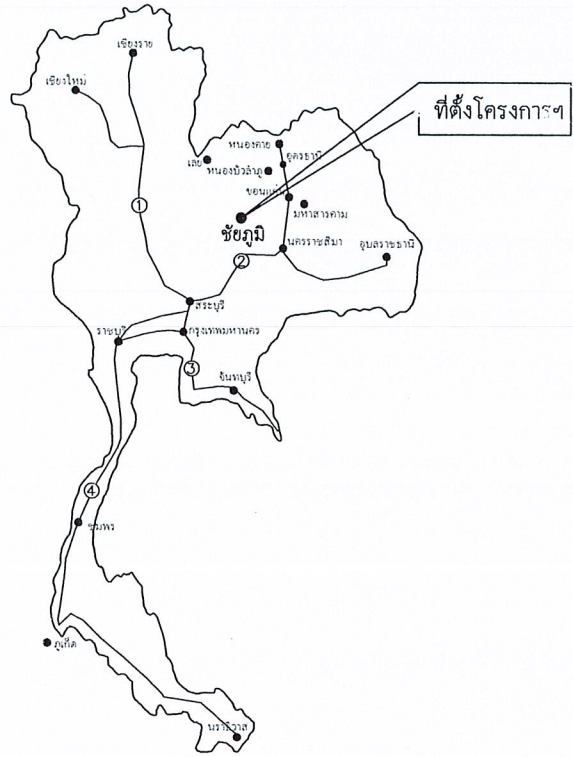 เชียงราย
เชียงใหม่
ที่ตั้งโครงการฯ
หนองคาย
อุดรธานี
เลย
หนองบัวลำภู
ขอนแก่น
มหาสารคาม
①
ชัยภูมิ
นครราชสีมา
อุบลราชธานี
②
สระบุรี
ราชบุรี
กรุงเทพมหานคร
③
จันทบุรี
④
ชุมพร
ภูเก็ต
นราธิวาส